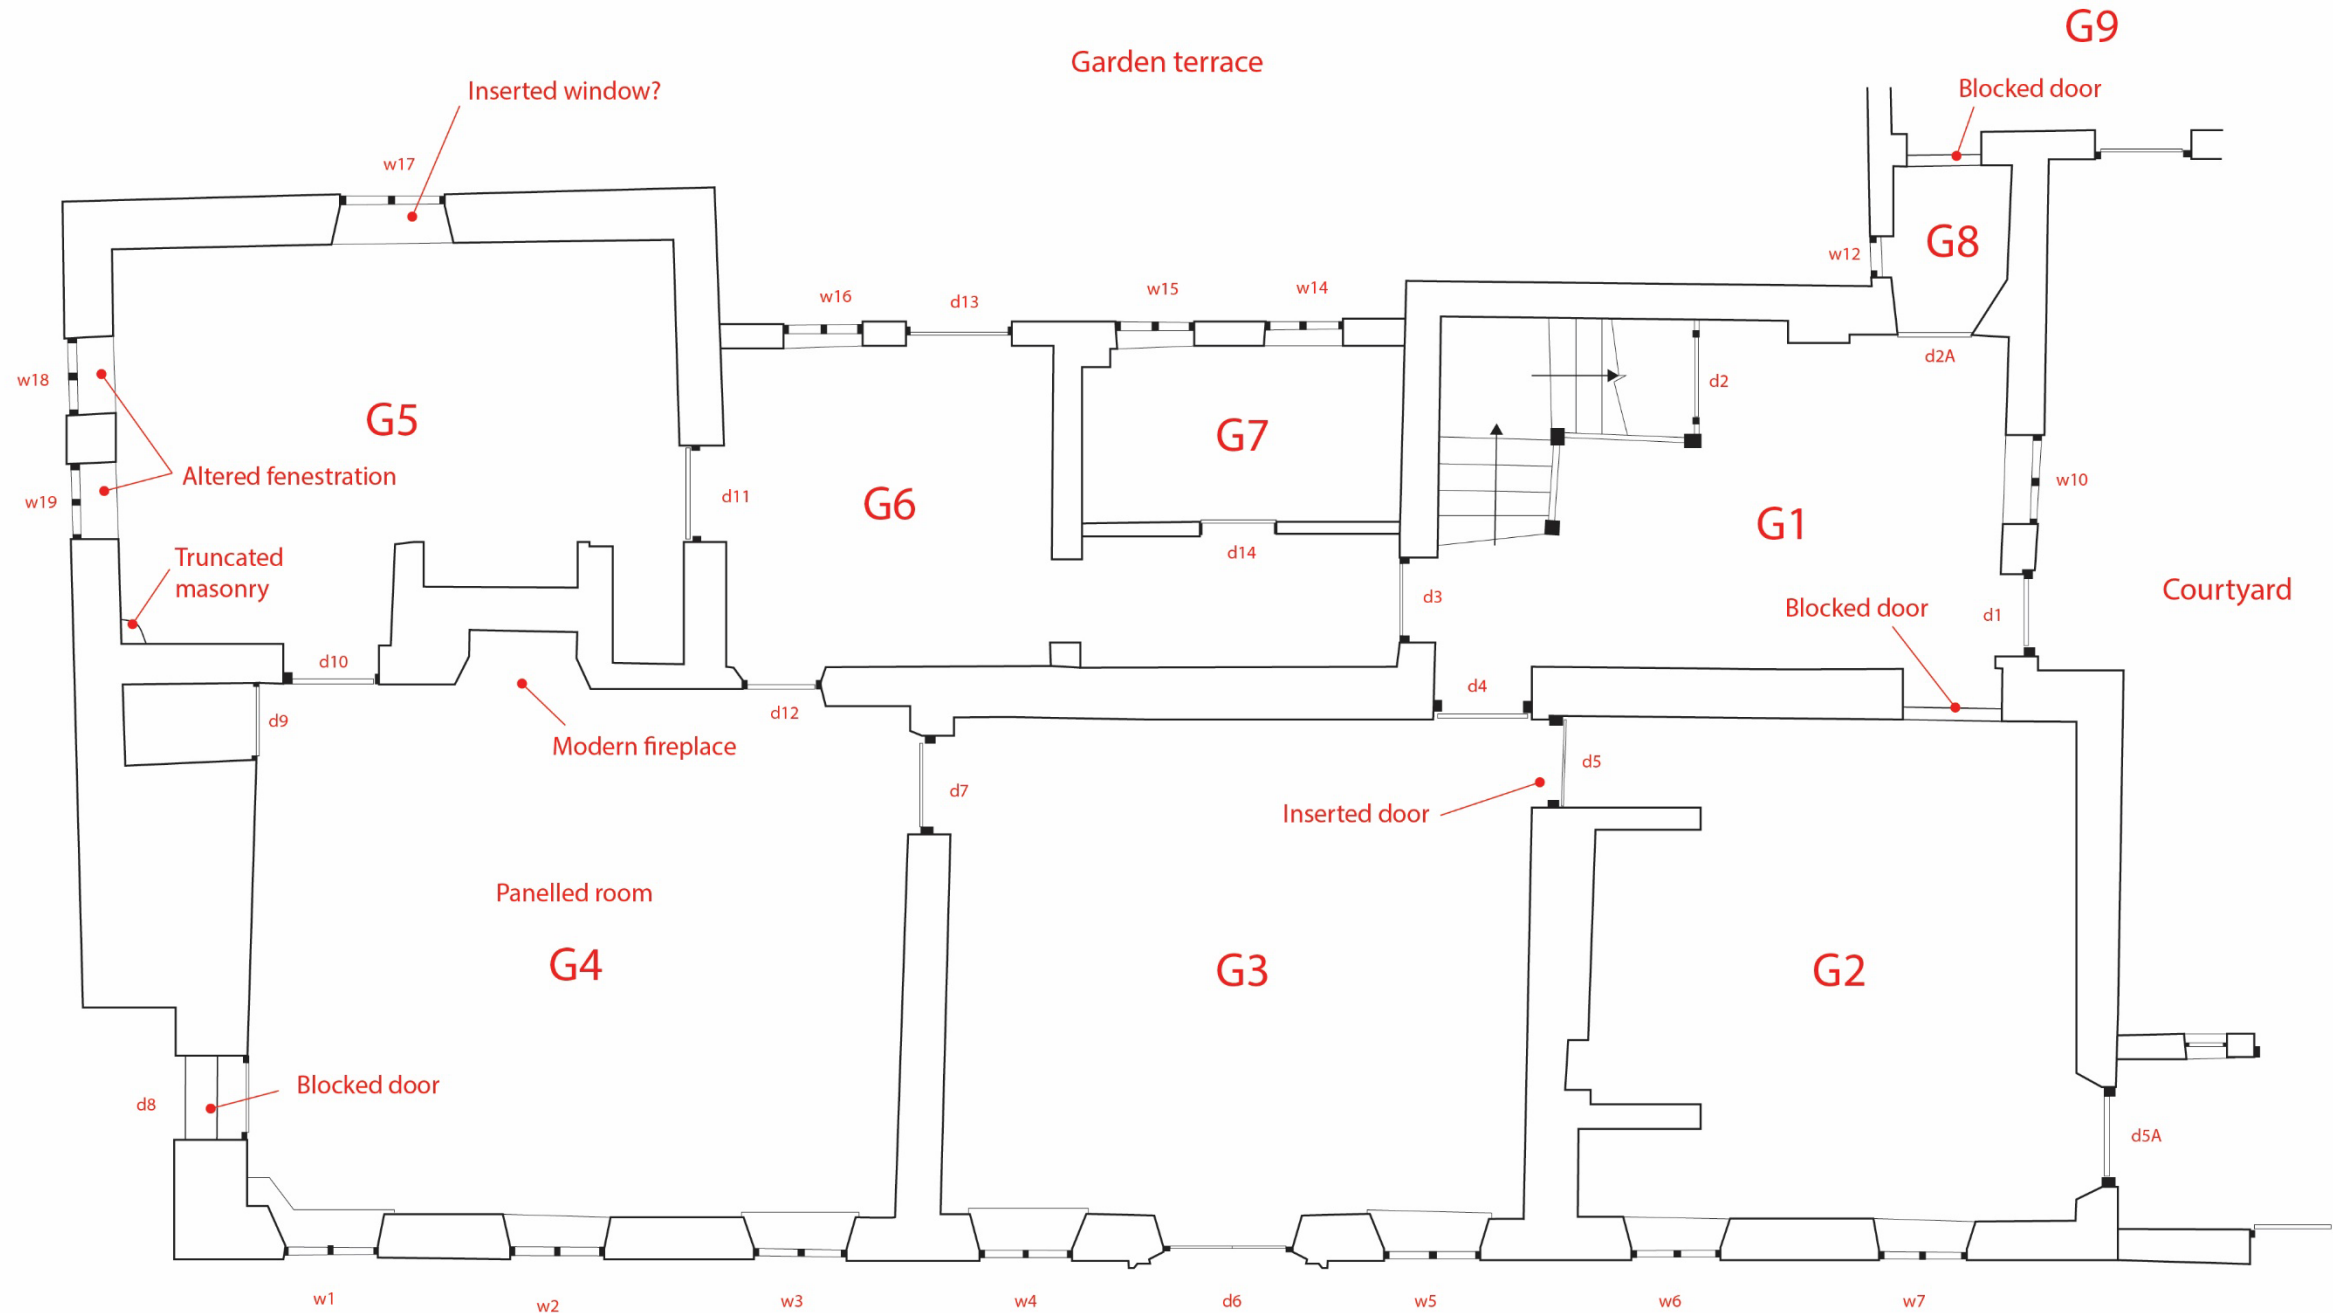 G9
Garden terrace
Blocked door
Inserted window?
w17
G8
w12
w16
d13
w15
w14
d2A
w18
d2
G5
G7
Altered fenestration
w10
w19
d11
G6
G1
d14
Truncated
masonry
d3
Blocked door
d1
Courtyard
d10
d4
d9
d12
Modern fireplace
d5
d7
Inserted door
Panelled room
G4
G3
G2
Blocked door
d8
d5A
w1
w2
w3
w4
d6
w5
w6
w7